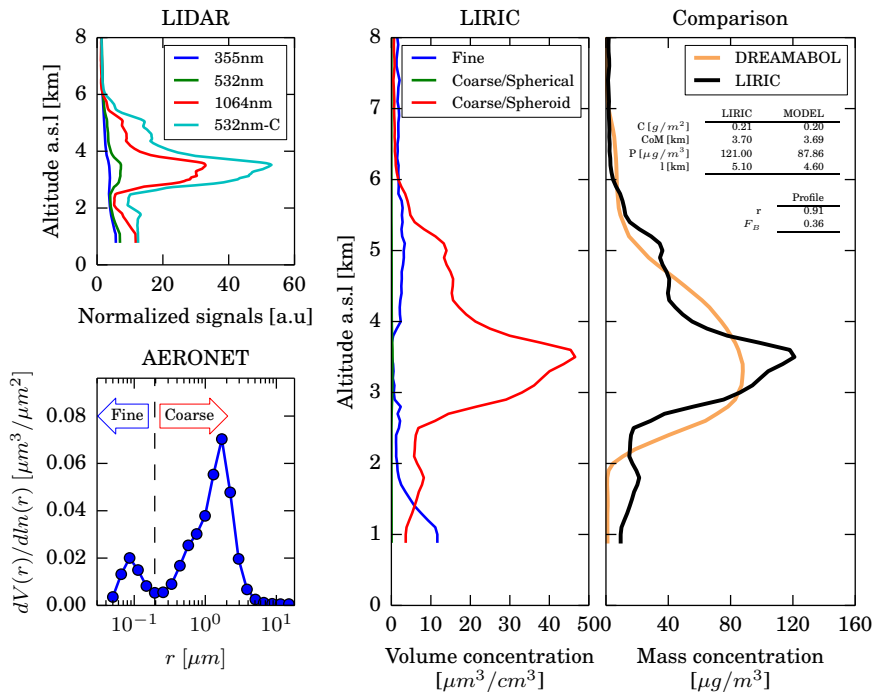 LIDAR
8
7
6
5
4
3
2
1
0
Altitude a.s.l [km]
355nm
532nm
1064nm
532nm-C
0 20 40 60
Normalized signals [a.u]
AERONET
0.08
0.06
0.04
0.02
0.00
dV(r)/dln(r) [μm³/μm²]
Fine
Coarse
10⁻¹ 10⁰ 10¹
r [μm]
LIRIC
8
7
6
5
4
3
2
1
0
Altitude a.s.l [km]
Fine
Coarse/Spherical
Coarse/Spheroid
0 10 20 30 40 50
Volume concentration
[μm³/cm³]
Comparison
DREAMABOL
LIRIC
LIRIC MODEL
C [g/m²] 0.21 0.20
CoM [km] 3.70 3.69
P [μg/m³] 121.00 87.86
l [km] 5.10 4.60
Profile
r 0.91
F_B 0.36
0 40 80 120 160
Mass concentration
[μg/m³]